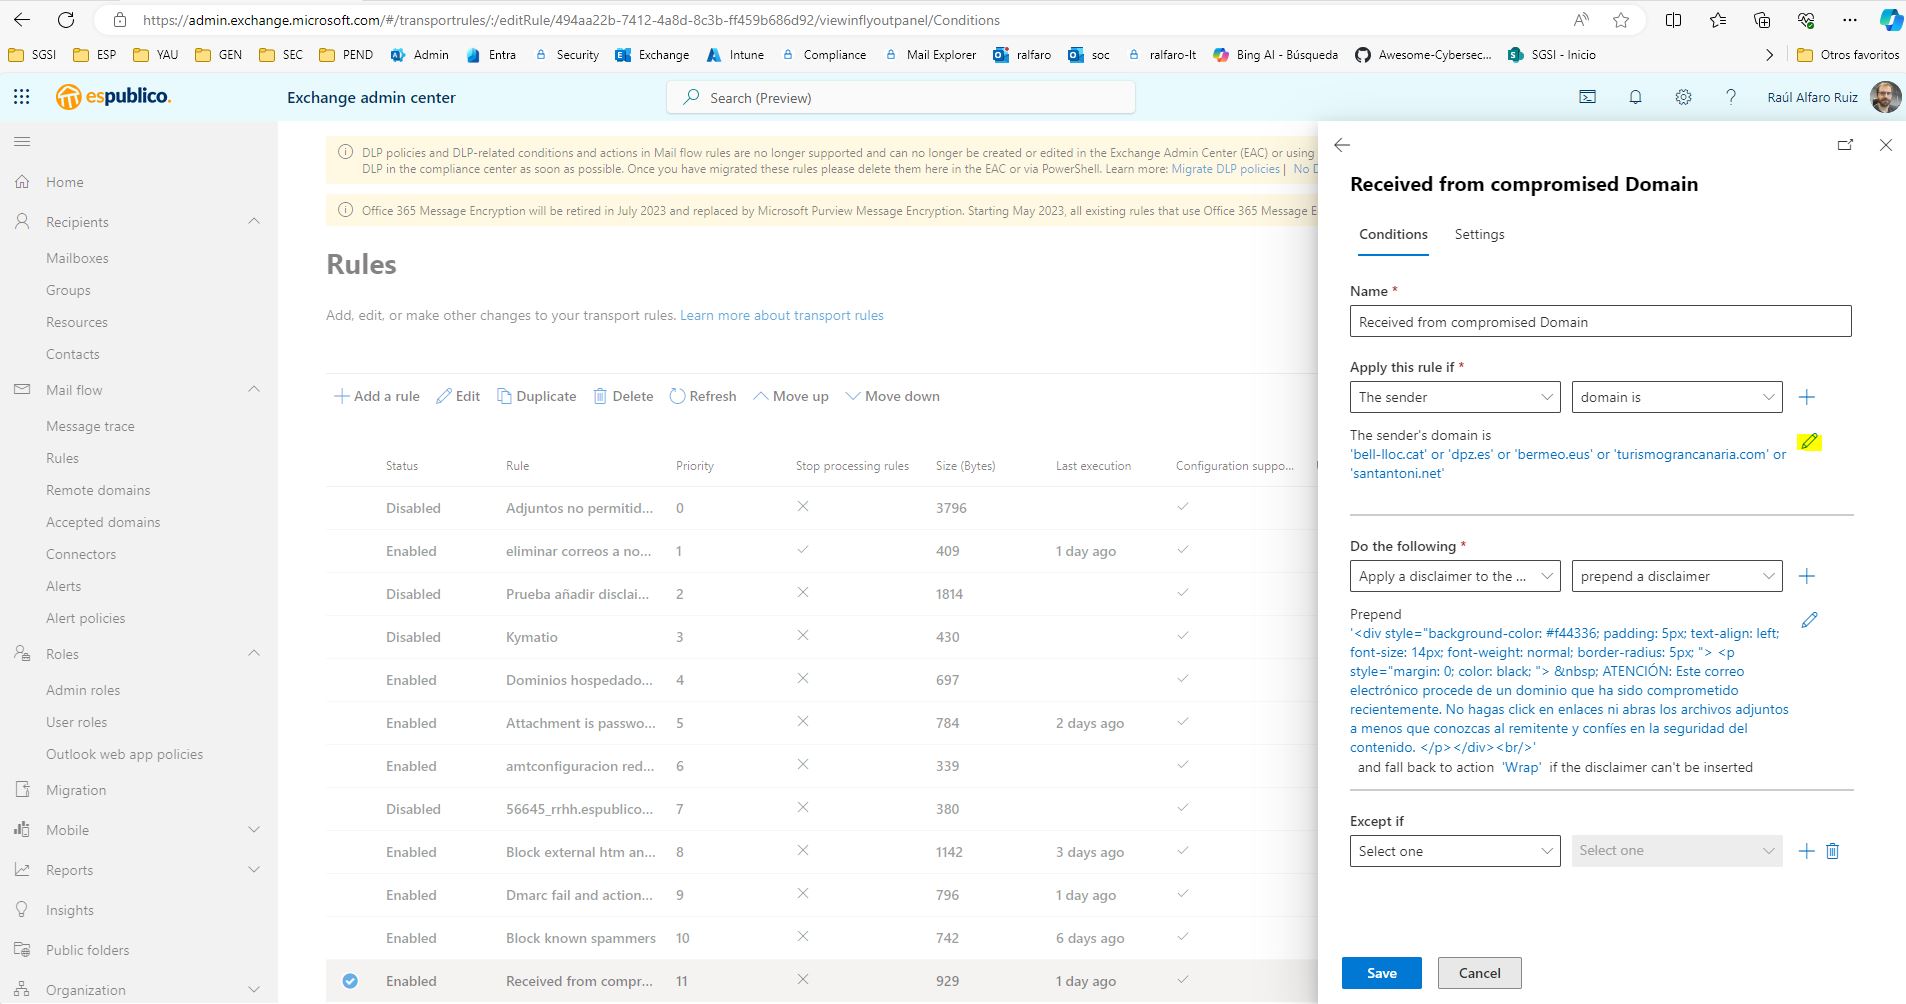 https://admin.exchange.microsoft.com/#/transportrules/:/editRule/494aa22b-7412-4a8d-8c3b-ff459b686d92/viewinflyoutpanel/Conditions
SGSI ESP YAU GEN SEC PEND Admin Entra Security Exchange Intune Compliance Mail Explorer ralfaro soc ralfaro-lt Bing AI - Búsqueda Awesome-Cybersec... SGSI - Inicio Otros favoritos
espublico. Exchange admin center Search (Preview) Raúl Alfaro Ruiz
Home
Recipients
Mailboxes
Groups
Resources
Contacts
Mail flow
Message trace
Rules
Remote domains
Accepted domains
Connectors
Alerts
Alert policies
Roles
Admin roles
User roles
Outlook web app policies
Migration
Mobile
Reports
Insights
Public folders
Organization
DLP policies and DLP-related conditions and actions in Mail flow rules are no longer supported and can no longer be created or edited in the Exchange Admin Center (EAC) or using
DLP in the compliance center as soon as possible. Once you have migrated these rules please delete them here in the EAC or via PowerShell. Learn more: Migrate DLP policies | No D
Office 365 Message Encryption will be retired in July 2023 and replaced by Microsoft Purview Message Encryption. Starting May 2023, all existing rules that use Office 365 Message E
Rules
Add, edit, or make other changes to your transport rules. Learn more about transport rules
Add a rule Edit Duplicate Delete Refresh Move up Move down
Status Rule Priority Stop processing rules Size (Bytes) Last execution Configuration suppo...
Disabled Adjuntos no permitid... 0 3796
Enabled eliminar correos a no... 1 409 1 day ago
Disabled Prueba añadir disclai... 2 1814
Disabled Kymatio 3 430
Enabled Dominios hospedado... 4 697
Enabled Attachment is passwo... 5 784 2 days ago
Enabled amtconfiguracion red... 6 339
Disabled 56645_rrhh.espublico... 7 380
Enabled Block external htm an... 8 1142 3 days ago
Enabled Dmarc fail and action... 9 796 1 day ago
Enabled Block known spammers 10 742 6 days ago
Enabled Received from compr... 11 929 1 day ago
Received from compromised Domain
Conditions Settings
Name *
Received from compromised Domain
Apply this rule if *
The sender domain is
The sender's domain is
'bell-lloc.cat' or 'dpz.es' or 'bermeo.eus' or 'turismograncanaria.com' or
'santantoni.net'
Do the following *
Apply a disclaimer to the ... prepend a disclaimer
Prepend
'<div style="background-color: #f44336; padding: 5px; text-align: left;
font-size: 14px; font-weight: normal; border-radius: 5px; "> <p
style="margin: 0; color: black; "> &nbsp; ATENCIÓN: Este correo
electrónico procede de un dominio que ha sido comprometido
recientemente. No hagas click en enlaces ni abras los archivos adjuntos
a menos que conozcas al remitente y confíes en la seguridad del
contenido. </p></div><br/>'
and fall back to action 'Wrap' if the disclaimer can't be inserted
Except if
Select one Select one
Save Cancel